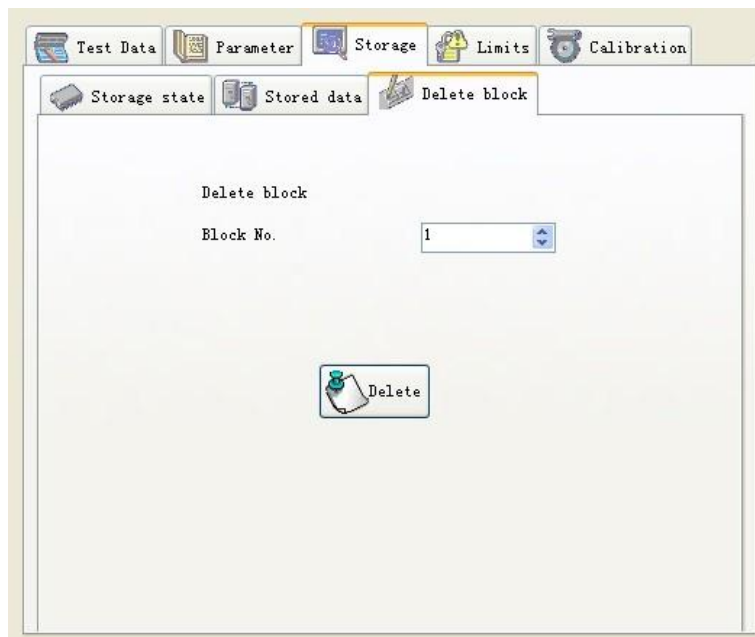 Test Data Parameter Storage Limits Calibration
Storage state Stored data Delete block
Delete block
Block No. 1
Delete